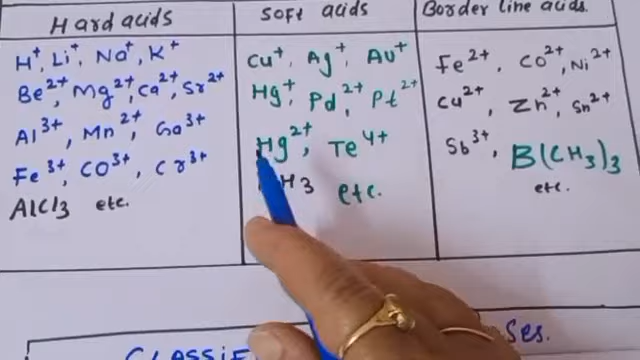 Hard acids
H⁺, Li⁺, Na⁺, K⁺
Be²⁺, Mg²⁺, Ca²⁺, Sr²⁺
Al³⁺, Mn²⁺, Ga³⁺
Fe³⁺, CO³⁺, Cr³⁺
AlCl3 etc.
Soft acids
Cu⁺, Ag⁺, Au⁺
Hg⁺, Pd²⁺, Pt²⁺
Hg²⁺, Te⁴⁺
H3 etc.
Border line acids.
Fe²⁺, CO²⁺, Ni²⁺
Cu²⁺, Zn²⁺, Sn²⁺
Sb³⁺, B(CH3)3
etc.